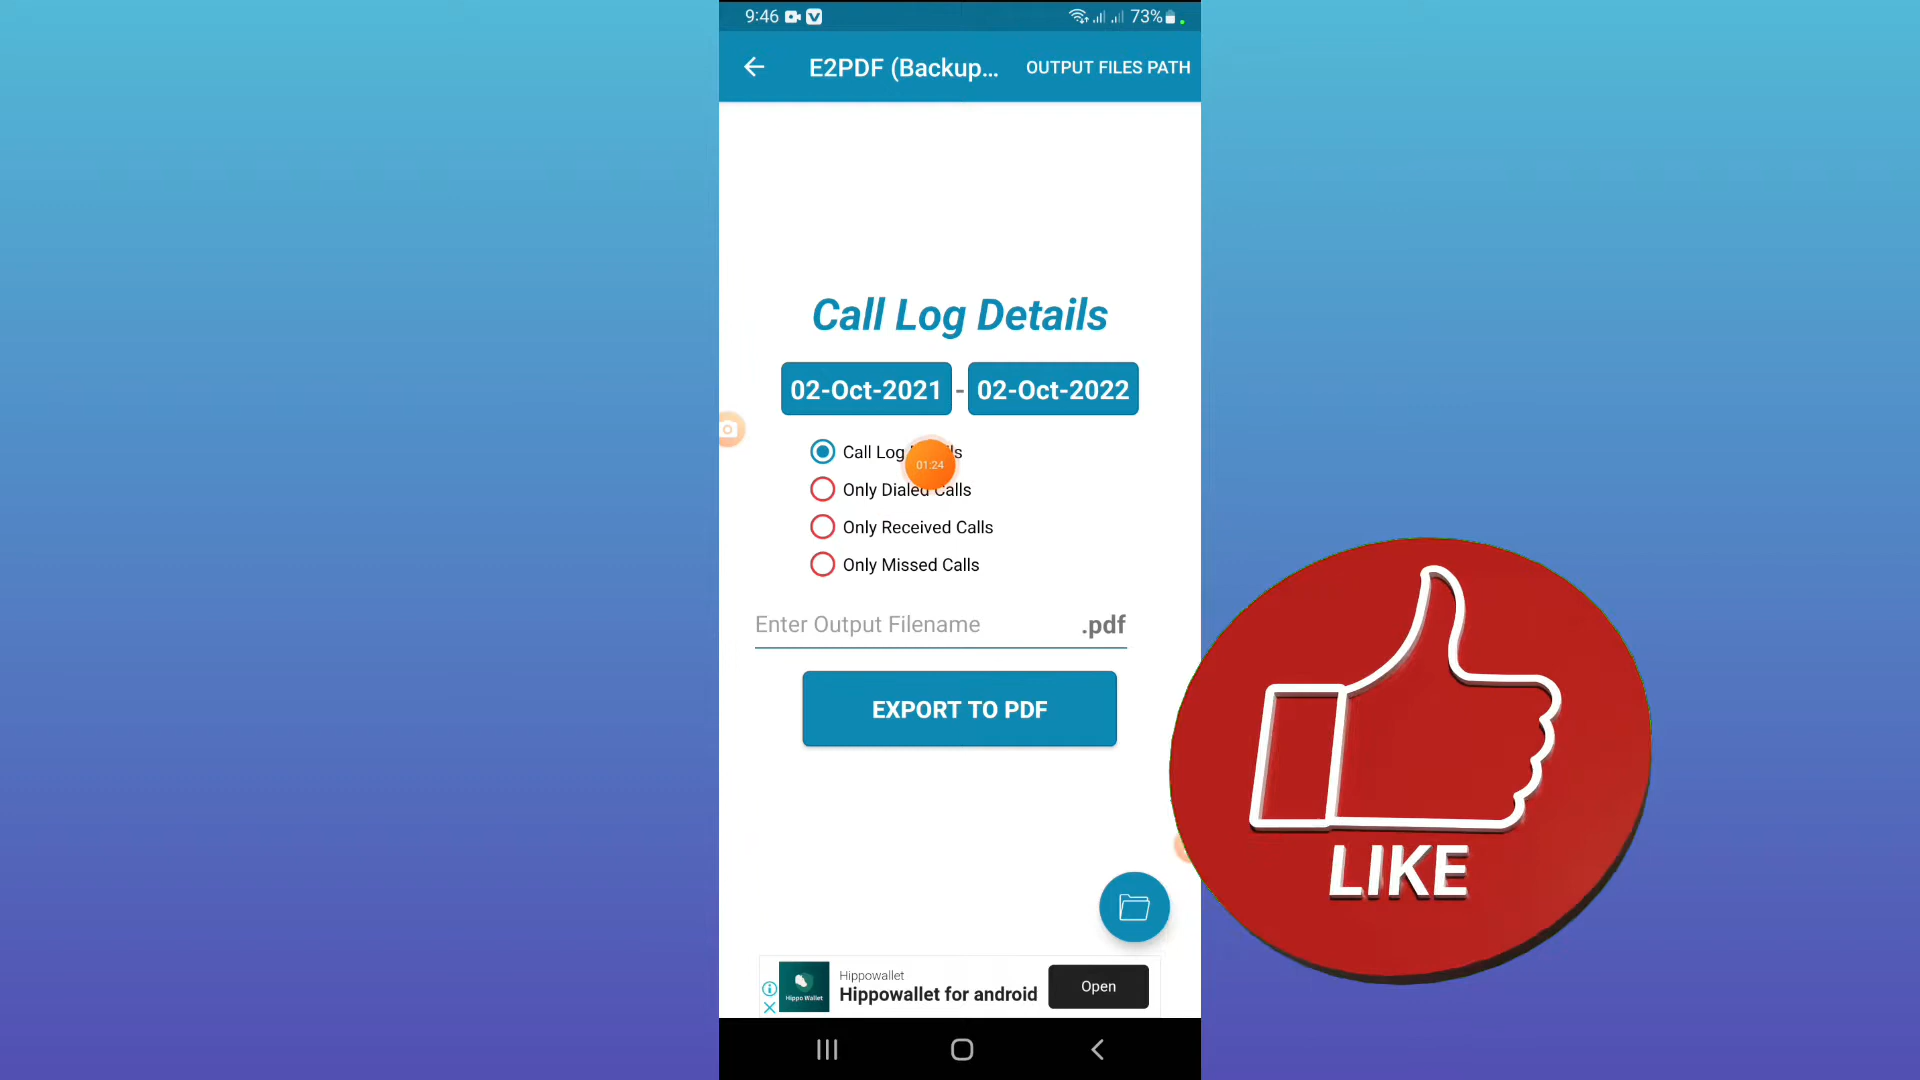 9:46
73%
E2PDF (Backup...
OUTPUT FILES PATH
Call Log Details
02-Oct-2021 - 02-Oct-2022
Call Log
01:24
Only Dialed Calls
Only Received Calls
Only Missed Calls
Enter Output Filename .pdf
EXPORT TO PDF
LIKE
Hippo Wallet
Hippowallet
Hippowallet for android
Open